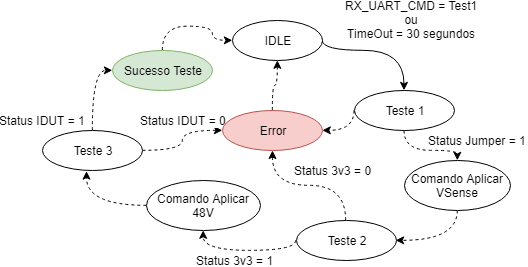 RX_UART_CMD = Test1
ou
TimeOut = 30 segundos
IDLE
Sucesso Teste
Teste 1
Status IDUT = 1
Status IDUT = 0
Error
Status Jumper = 1
Teste 3
Status 3v3 = 0
Comando Aplicar
VSense
Comando Aplicar
48V
Teste 2
Status 3v3 = 1